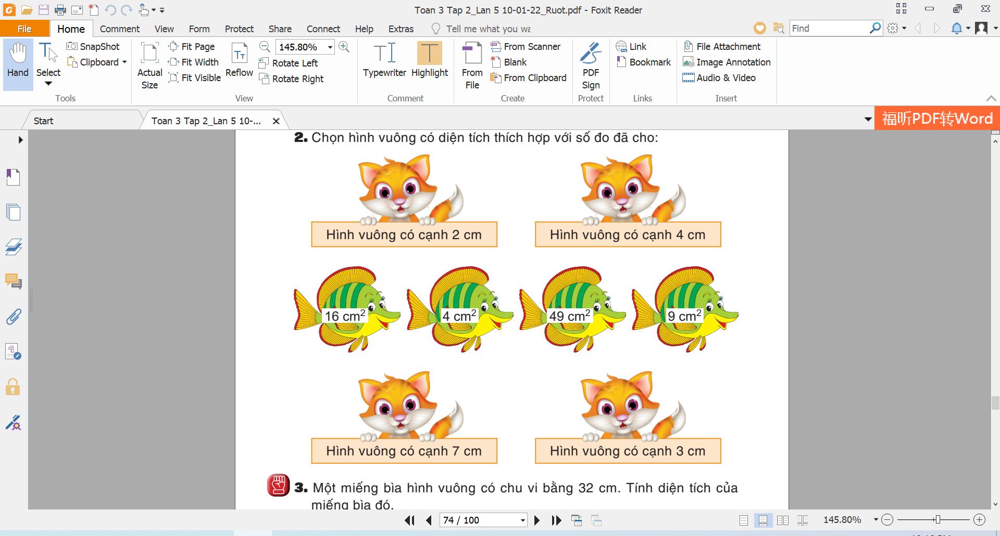 Toan 3 Tap 2_Lan 5 10-01-22_Ruot.pdf - Foxit Reader
File Home Comment View Form Protect Share Connect Help Extras Tell me what you wa Find
Hand
Select
Tools
SnapShot
Clipboard
Actual Size
Fit Page
Fit Width
Fit Visible
Reflow
145.80%
Rotate Left
Rotate Right
View
Typewriter
Highlight
Comment
From File
From Scanner
Blank
From Clipboard
Create
PDF Sign
Protect
Link
Bookmark
Links
File Attachment
Image Annotation
Audio & Video
Insert
Start
Toan 3 Tap 2_Lan 5 10-...
福昕PDF转Word
2. Chọn hình vuông có diện tích thích hợp với số đo đã cho:
Hình vuông có cạnh 2 cm
Hình vuông có cạnh 4 cm
16 cm²
4 cm²
49 cm²
9 cm²
Hình vuông có cạnh 7 cm
Hình vuông có cạnh 3 cm
3. Một miếng bìa hình vuông có chu vi bằng 32 cm. Tính diện tích của
miếng bìa đó.
74 / 100
145.80%